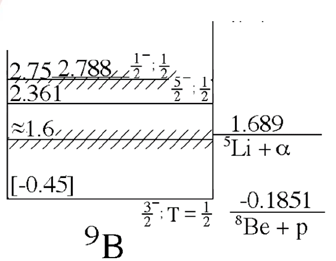 2.75 2.788 1/2⁻; 1/2
2.361 5/2⁻; 1/2
≈1.6
1.689
⁵Li + α
[-0.45]
3/2⁻; T = 1/2
-0.1851
⁸Be + p
⁹B